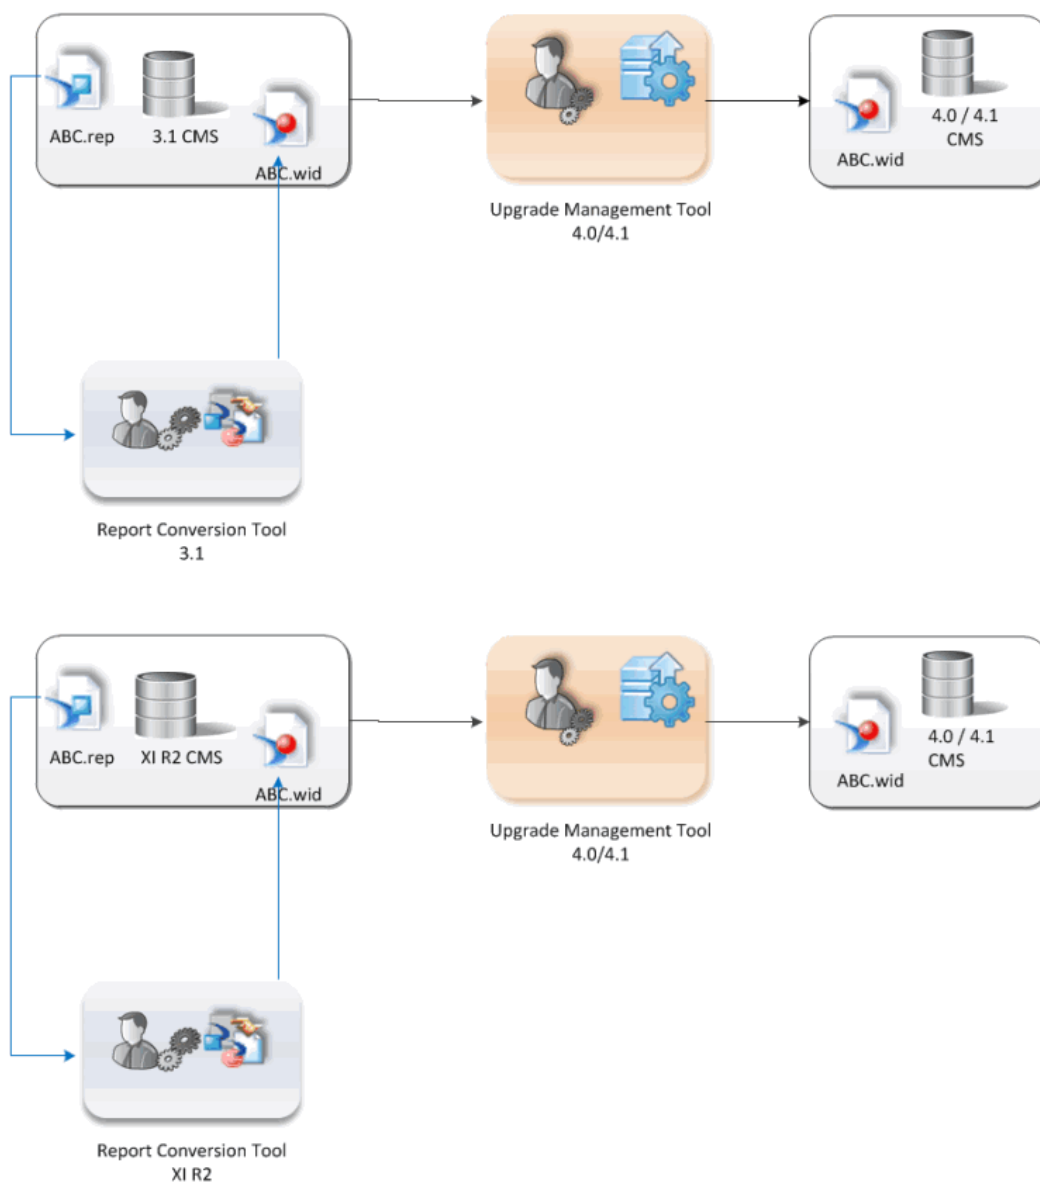 ABC.rep
3.1 CMS
ABC.wid
ABC.wid
4.0 / 4.1
CMS
Upgrade Management Tool
4.0/4.1
Report Conversion Tool
3.1
ABC.rep
XI R2 CMS
ABC.wid
ABC.wid
4.0 / 4.1
CMS
Upgrade Management Tool
4.0/4.1
Report Conversion Tool
XI R2